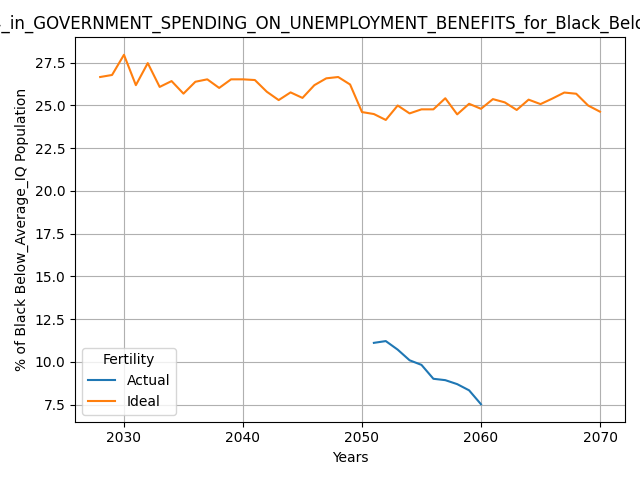 _in_GOVERNMENT_SPENDING_ON_UNEMPLOYMENT_BENEFITS_for_Black_Belo
% of Black Below_Average_IQ Population
27.5
25.0
22.5
20.0
17.5
15.0
12.5
10.0
7.5
Fertility
Actual
Ideal
2030
2040
2050
2060
2070
Years